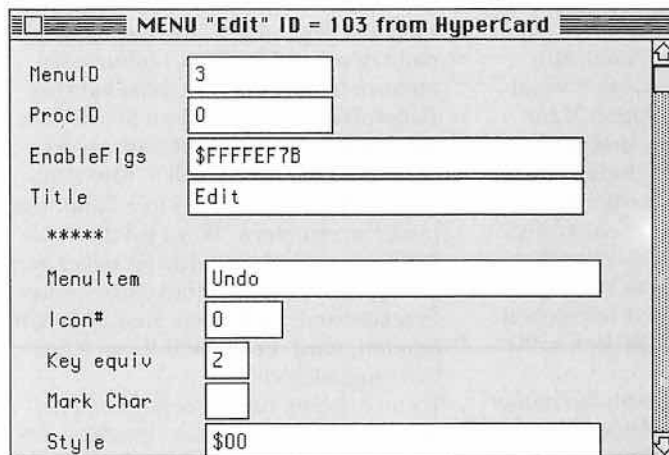 MENU "Edit" ID = 103 from HyperCard
MenuID 3
ProcID 0
EnableFlgs $FFFFEF7B
Title Edit
*****
MenuItem Undo
Icon# 0
Key equiv Z
Mark Char
Style $00